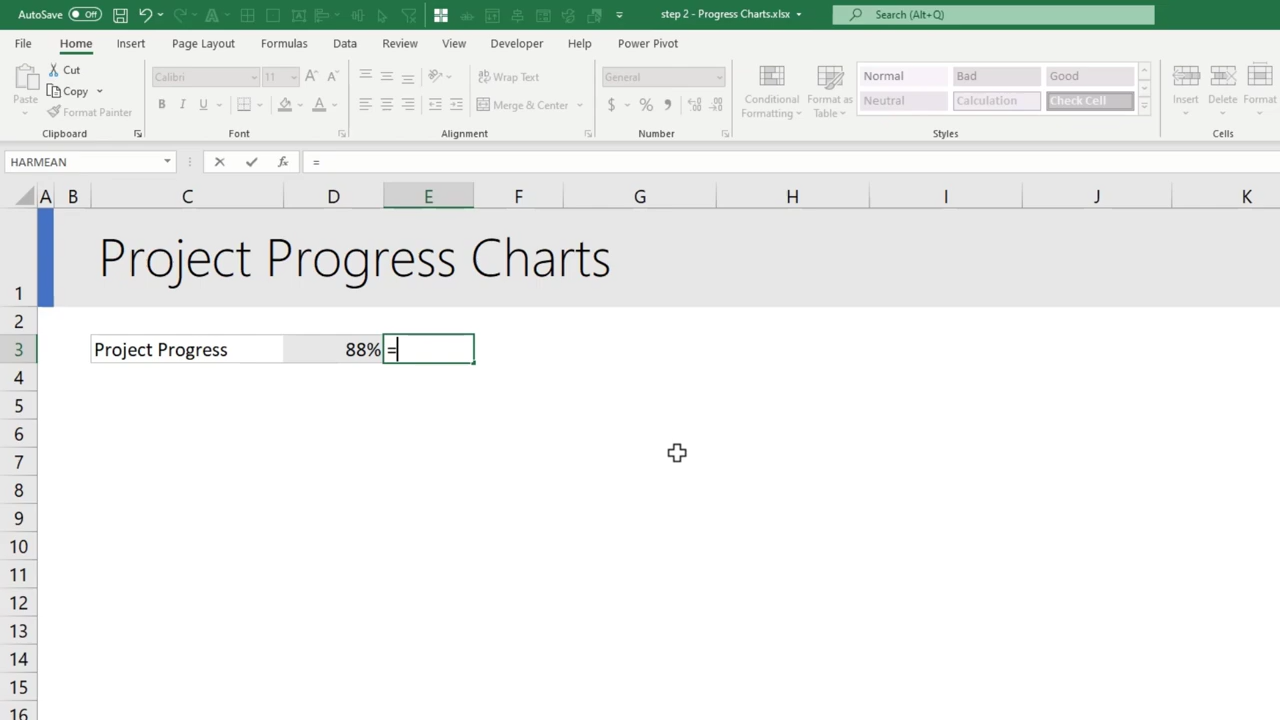 AutoSave Off step 2 - Progress Charts.xlsx Search (Alt+Q)
File Home Insert Page Layout Formulas Data Review View Developer Help Power Pivot
Paste Cut Copy Format Painter
Clipboard
Calibri 11
B I U A
Font
Wrap Text
Merge & Center
Alignment
General
$ % ,
Number
Conditional Formatting
Format as Table
Normal Bad Good
Neutral Calculation Check Cell
Styles
Insert Delete Format
Cells
HARMEAN fx =
A B C D E F G H I J K
1 Project Progress Charts
2
3 Project Progress 88% =
4
5
6
7
8
9
10
11
12
13
14
15
16